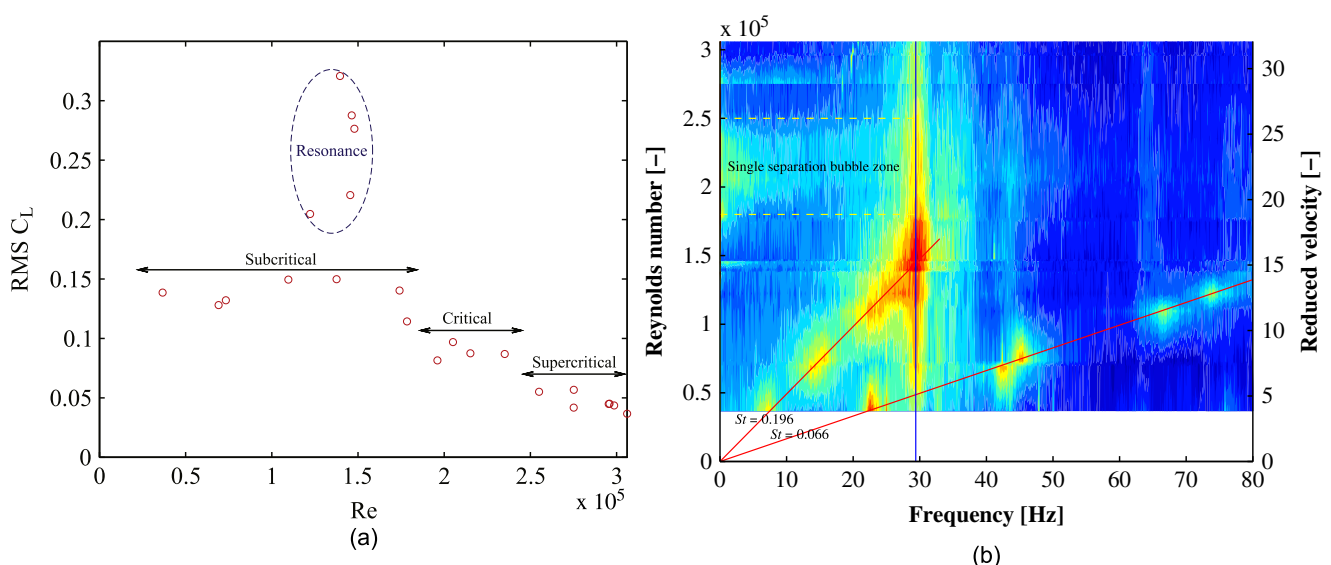 RMS C_L
0.3
0.25
0.2
0.15
0.1
0.05
0
Resonance
Subcritical
Critical
Supercritical
0 0.5 1 1.5 2 2.5 3
x 10^5
Re
(a)
x 10^5
Reynolds number [−]
3
2.5
2
1.5
1
0.5
0
Single separation bubble zone
St = 0.196
St = 0.066
30
25
20
15
10
5
0
Reduced velocity [−]
0 10 20 30 40 50 60 70 80
Frequency [Hz]
(b)